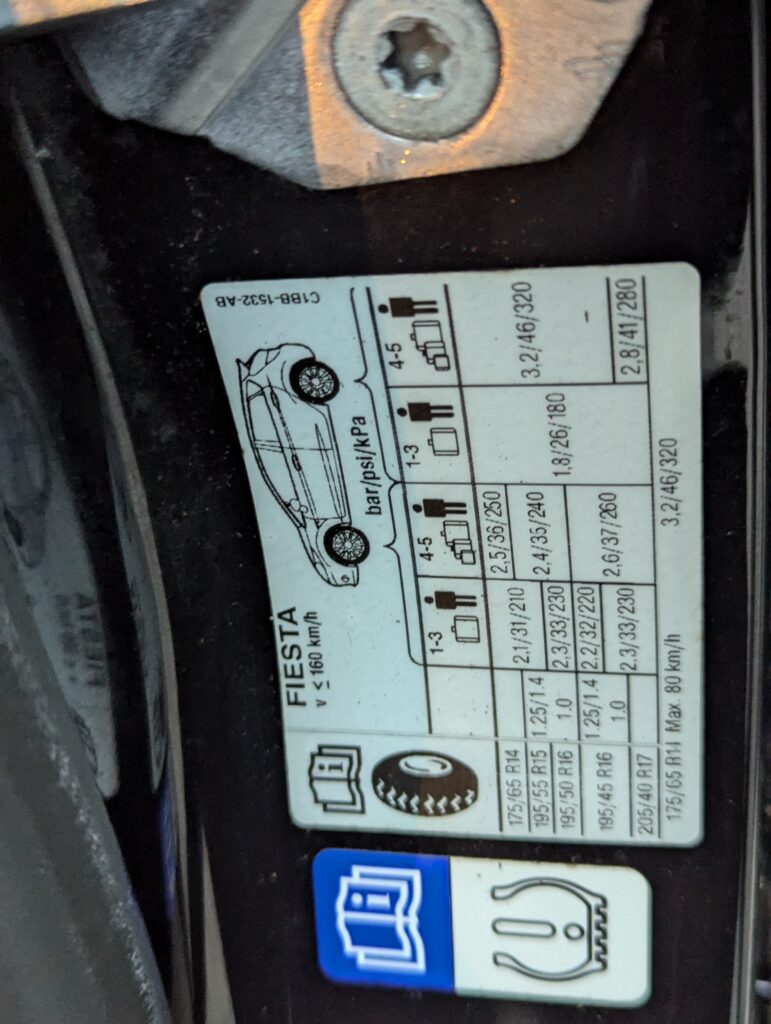 C1BB-1532-AB
FIESTA
v ≤ 160 km/h
bar/psi/kPa
1-3 4-5 1-3 4-5
175/65 R14
195/55 R15 1.25/1.4 2,1/31/210 2,5/36/250
195/50 R16 1.0 2,3/33/230 2,4/35/240 1,8/26/180 3,2/46/320
195/45 R16 1.25/1.4 2,2/32/220
1.0 2,3/33/230 2,6/37/260
205/40 R17 2,8/41/280
175/65 R14 Max. 80 km/h 3,2/46/320